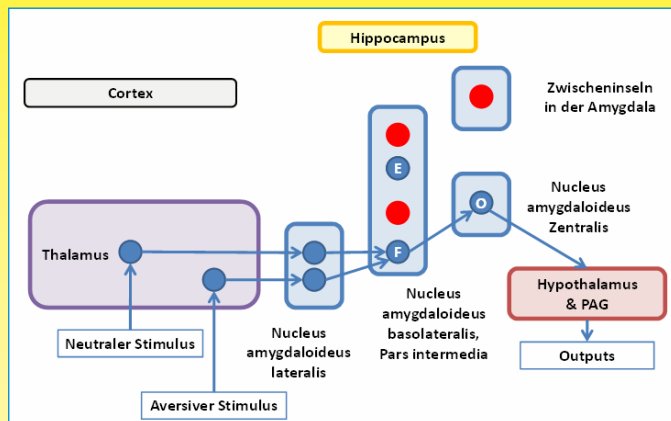 Hippocampus
Cortex
Zwischeninseln
in der Amygdala
E
O
Thalamus
F
Nucleus
amygdaloideus
Zentralis
Hypothalamus
& PAG
Neutraler Stimulus
Nucleus
amygdaloideus
lateralis
Nucleus
amygdaloideus
basolateralis,
Pars intermedia
Outputs
Aversiver Stimulus